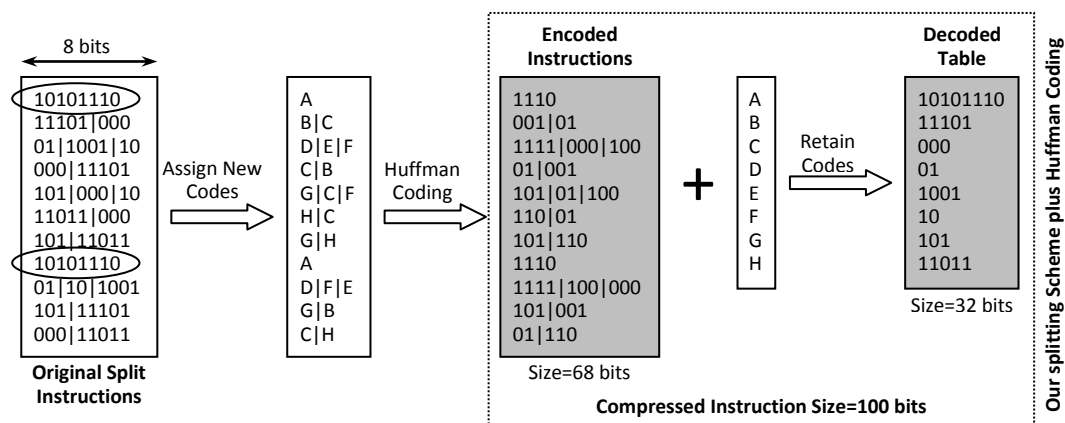 8 bits
10101110
11101|000
01|1001|10
000|11101
101|000|10
11011|000
101|11011
10101110
01|10|1001
101|11101
000|11011
Original Split
Instructions
Assign New
Codes
A
B|C
D|E|F
C|B
G|C|F
H|C
G|H
A
D|F|E
G|B
C|H
Huffman
Coding
Encoded
Instructions
1110
001|01
1111|000|100
01|001
101|01|100
110|01
101|110
1110
1111|100|000
101|001
01|110
Size=68 bits
+
A
B
C
D
E
F
G
H
Retain
Codes
Decoded
Table
10101110
11101
000
01
1001
10
101
11011
Size=32 bits
Compressed Instruction Size=100 bits
Our splitting Scheme plus Huffman Coding